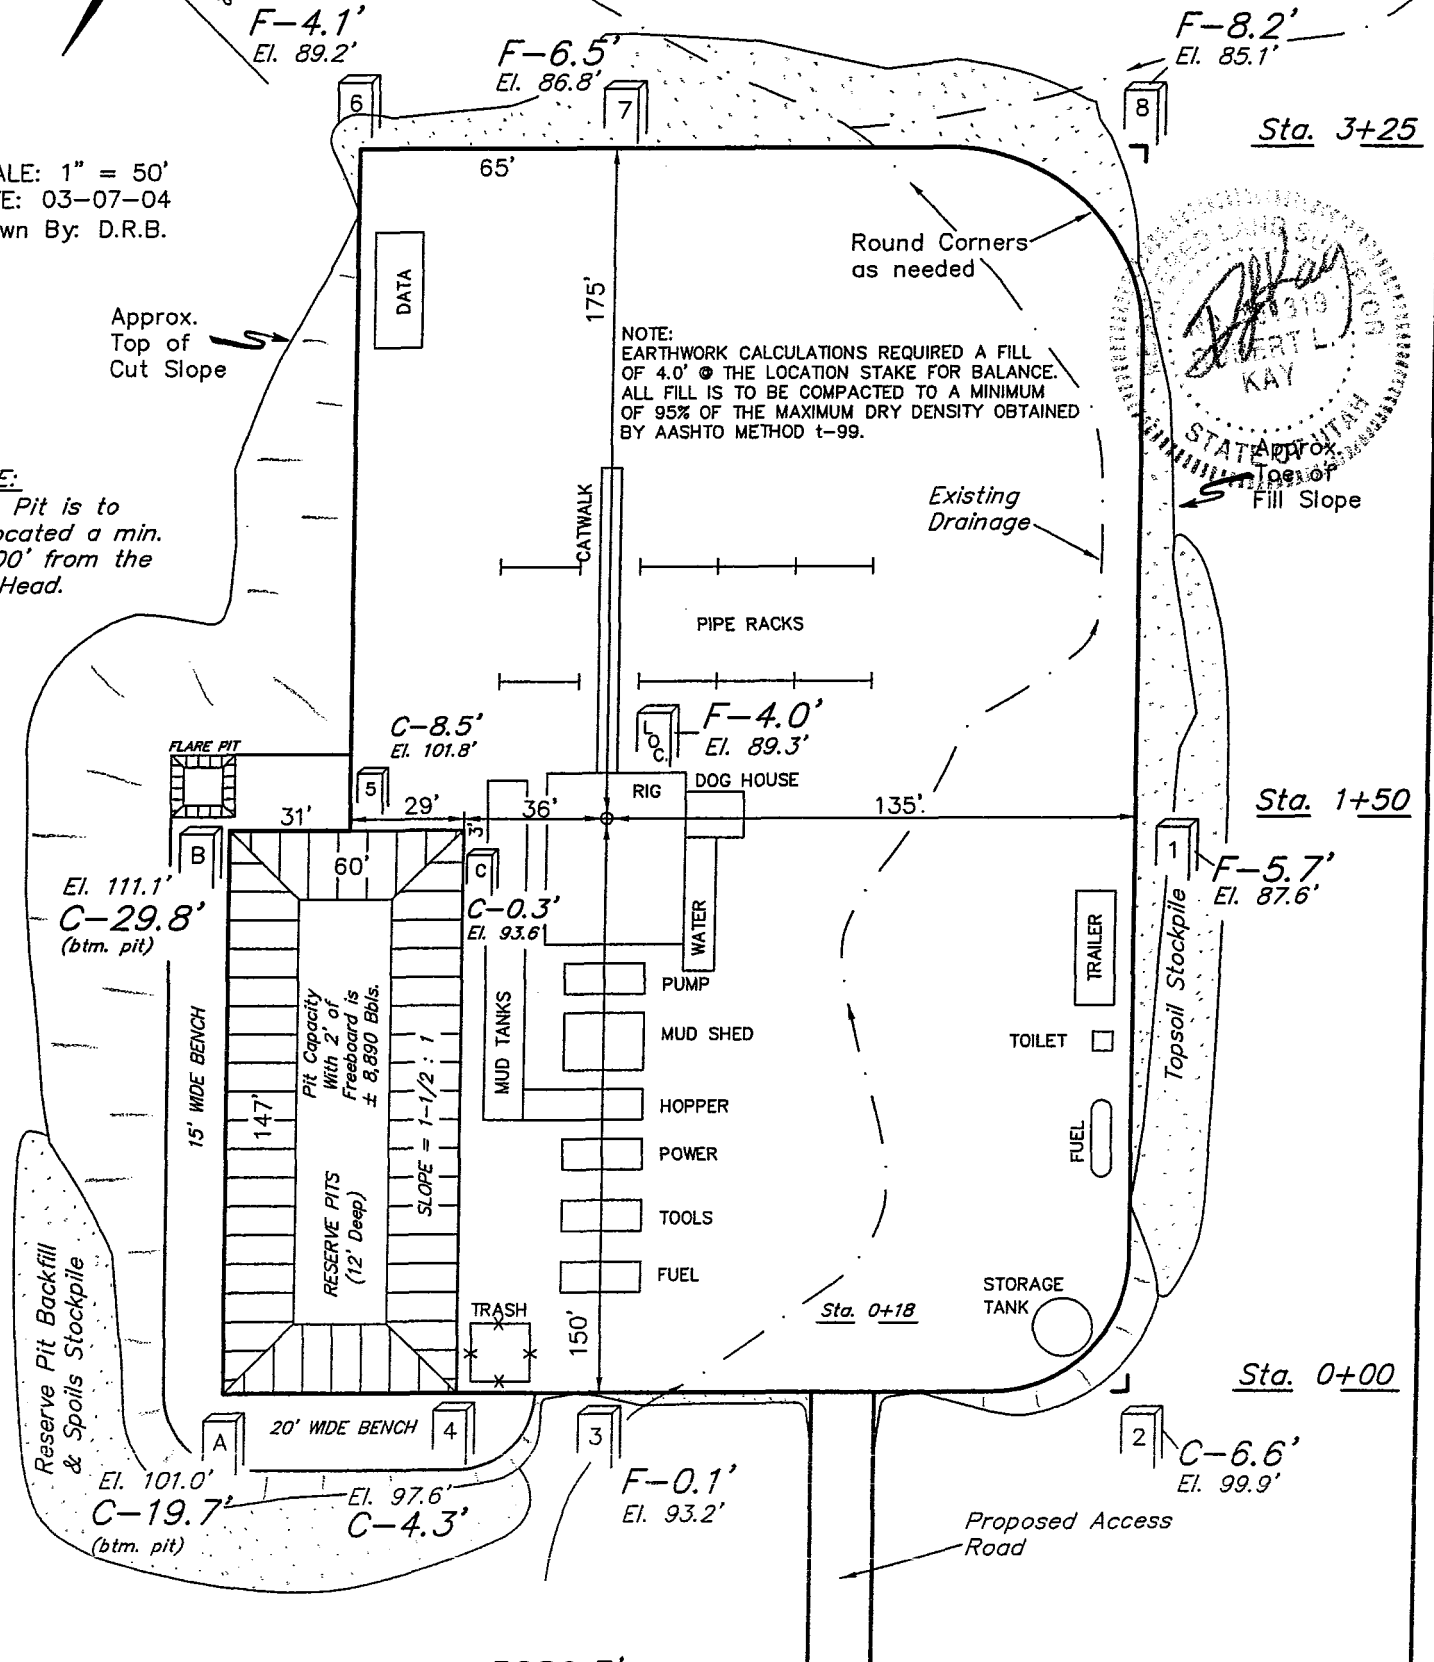 F-4.1'
El. 89.2'
F-6.5'
El. 86.8'
F-8.2'
El. 85.1'
6
7
8
Sta. 3+25
65'
ALE: 1" = 50'
TE: 03-07-04
wn By: D.R.B.
Round Corners
as needed
DATA
175'
Approx.
Top of
Cut Slope
NOTE:
EARTHWORK CALCULATIONS REQUIRED A FILL
OF 4.0' @ THE LOCATION STAKE FOR BALANCE.
ALL FILL IS TO BE COMPACTED TO A MINIMUM
OF 95% OF THE MAXIMUM DRY DENSITY OBTAINED
BY AASHTO METHOD t-99.
ROBERT L.
KAY
STATE OF UTAH
Approx.
Toe of
Fill Slope
E:
Pit is to
ocated a min.
00' from the
Head.
CATWALK
Existing
Drainage
PIPE RACKS
C-8.5'
El. 101.8'
LOC.
F-4.0'
El. 89.3'
FLARE PIT
5
RIG
DOG HOUSE
Sta. 1+50
31'
29'
3'
36'
135'
B
60'
C
1
El. 111.1'
C-29.8'
(btm. pit)
C-0.3'
El. 93.6'
F-5.7'
El. 87.6'
WATER
TRAILER
Topsoil Stockpile
PUMP
MUD SHED
MUD TANKS
TOILET
15' WIDE BENCH
Pit Capacity
With 2' of
Freeboard is
± 8,890 Bbls.
SLOPE = 1-1/2 : 1
147'
HOPPER
POWER
FUEL
RESERVE PITS
(12' Deep)
TOOLS
FUEL
Reserve Pit Backfill
& Spoils Stockpile
TRASH
150'
Sta. 0+18
STORAGE
TANK
Sta. 0+00
A
20' WIDE BENCH
4
3
2
El. 101.0'
C-19.7'
(btm. pit)
El. 97.6'
C-4.3'
F-0.1'
El. 93.2'
C-6.6'
El. 99.9'
Proposed Access
Road